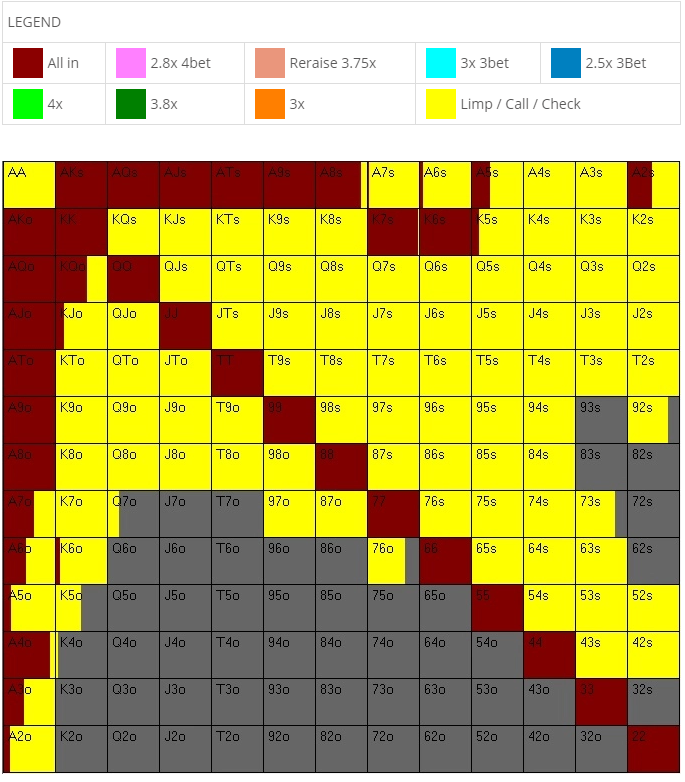 LEGEND
All in 2.8x 4bet Reraise 3.75x 3x 3bet 2.5x 3Bet
4x 3.8x 3x Limp / Call / Check
AA AKs AQs AJs ATs A9s A8s A7s A6s A5s A4s A3s A2s
AKo KK KQs KJs KTs K9s K8s K7s K6s K5s K4s K3s K2s
AQo KQo QQ QJs QTs Q9s Q8s Q7s Q6s Q5s Q4s Q3s Q2s
AJo KJo QJo JJ JTs J9s J8s J7s J6s J5s J4s J3s J2s
ATo KTo QTo JTo TT T9s T8s T7s T6s T5s T4s T3s T2s
A9o K9o Q9o J9o T9o 99 98s 97s 96s 95s 94s 93s 92s
A8o K8o Q8o J8o T8o 98o 88 87s 86s 85s 84s 83s 82s
A7o K7o Q7o J7o T7o 97o 87o 77 76s 75s 74s 73s 72s
A6o K6o Q6o J6o T6o 96o 86o 76o 66 65s 64s 63s 62s
A5o K5o Q5o J5o T5o 95o 85o 75o 65o 55 54s 53s 52s
A4o K4o Q4o J4o T4o 94o 84o 74o 64o 54o 44 43s 42s
A3o K3o Q3o J3o T3o 93o 83o 73o 63o 53o 43o 33 32s
A2o K2o Q2o J2o T2o 92o 82o 72o 62o 52o 42o 32o 22